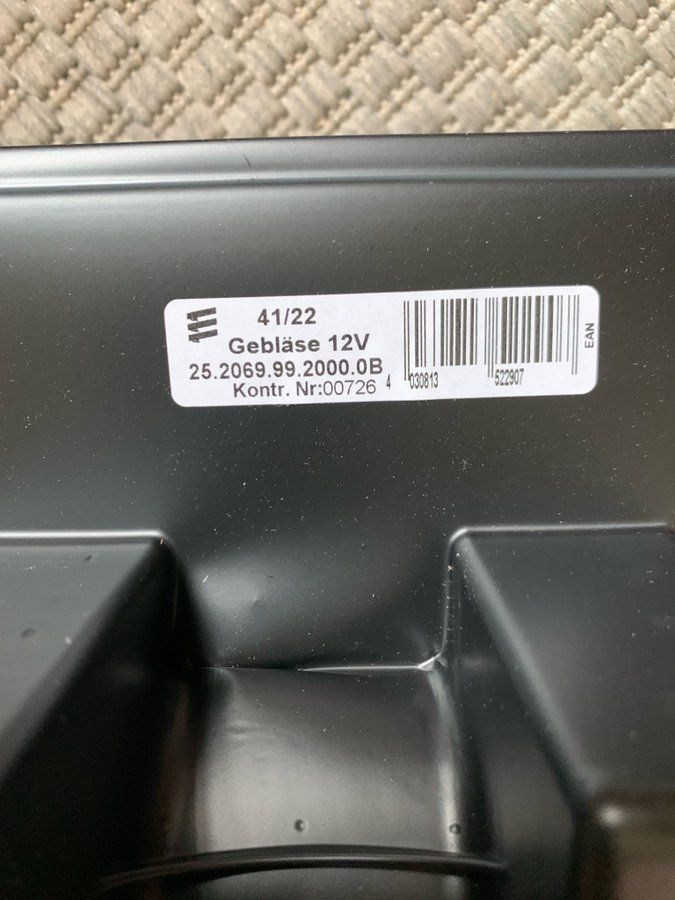 41/22
Gebläse 12V
25.2069.99.2000.0B
Kontr. Nr:00726
4 030813 522907
EAN